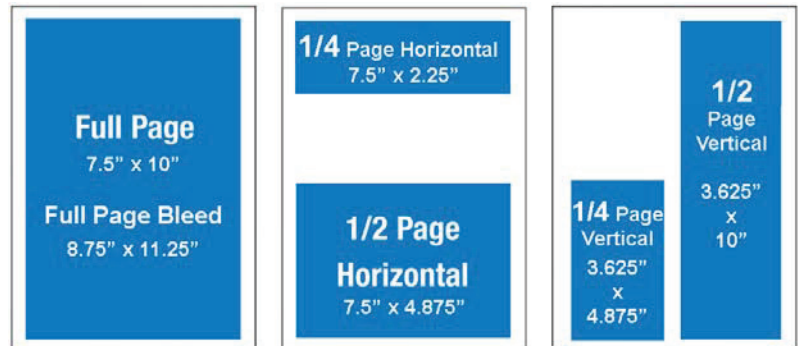 Full Page
7.5” x 10”
Full Page Bleed
8.75” x 11.25”
1/4 Page Horizontal
7.5” x 2.25”
1/2 Page
Horizontal
7.5” x 4.875”
1/4 Page
Vertical
3.625”
x
4.875”
1/2
Page
Vertical
3.625”
x
10”